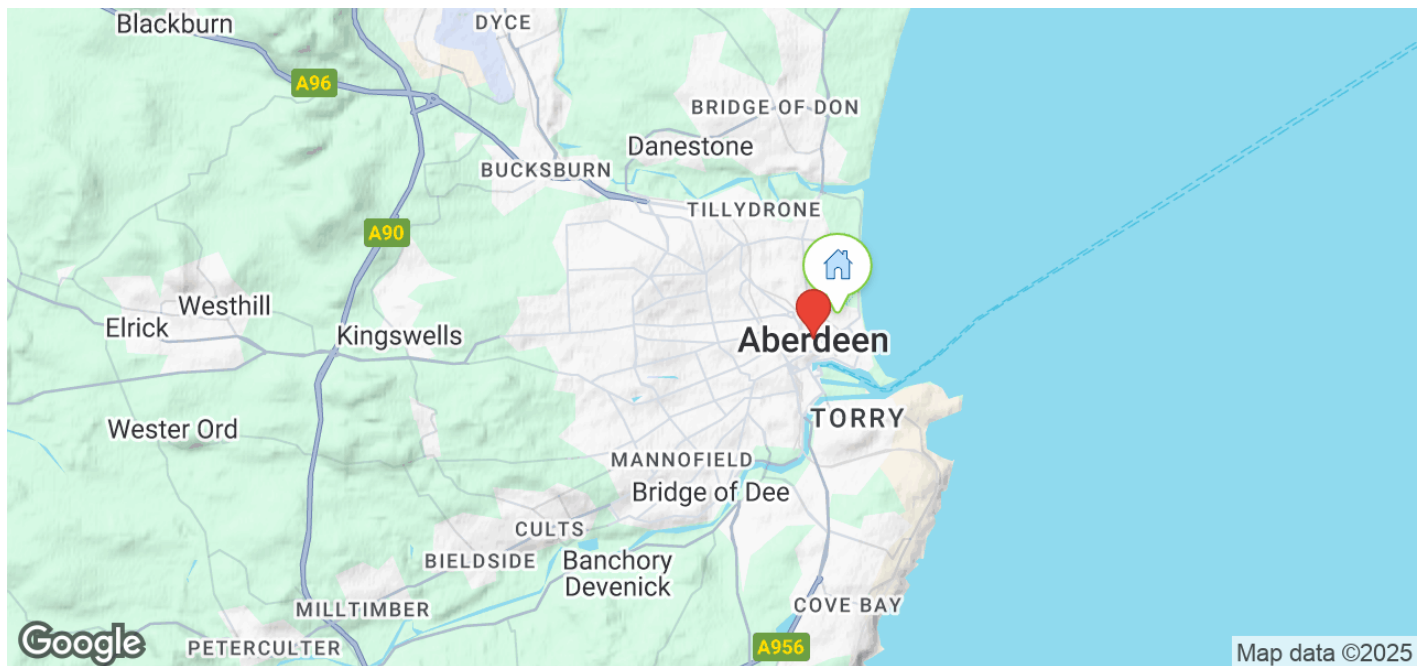 Blackburn
DYCE
A96
BRIDGE OF DON
Danestone
BUCKSBURN
TILLYDRONE
A90
Westhill
Elrick
Kingswells
Aberdeen
TORRY
Wester Ord
MANNOFIELD
Bridge of Dee
CULTS
BIELDSIDE
Banchory
Devenick
MILLTIMBER
COVE BAY
PETERCULTER
A956
Google
Map data ©2025